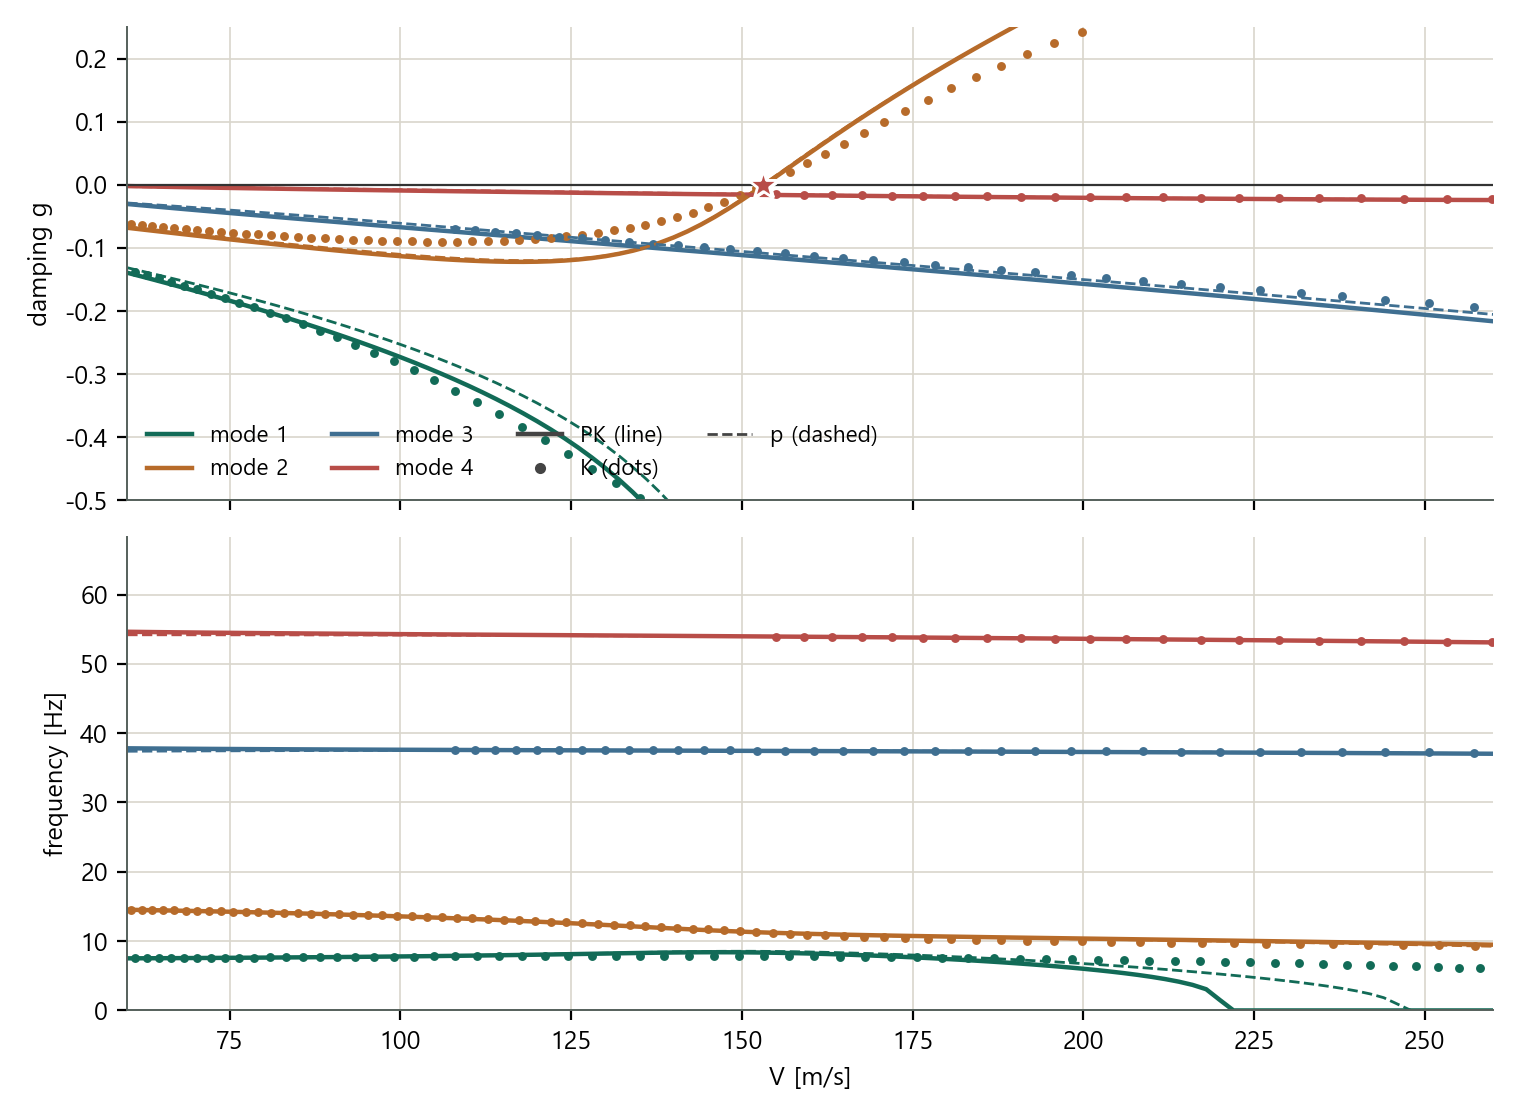 0.2
0.1
0.0
-0.1
-0.2
-0.3
-0.4
-0.5
damping g
mode 1
mode 2
mode 3
mode 4
PK (line)
K (dots)
p (dashed)
60
50
40
30
20
10
0
frequency [Hz]
75 100 125 150 175 200 225 250
V [m/s]